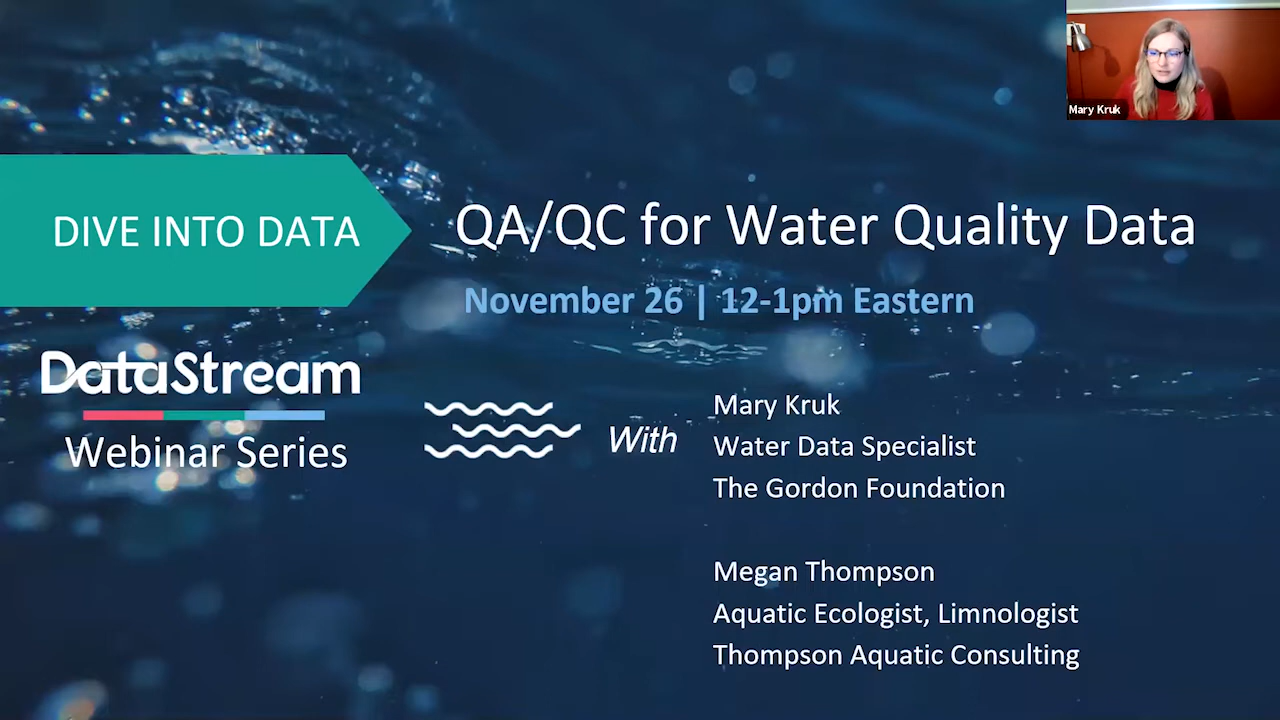 Mary Kruk
DIVE INTO DATA
QA/QC for Water Quality Data
November 26 | 12-1pm Eastern
DataStream
Webinar Series
With
Mary Kruk
Water Data Specialist
The Gordon Foundation
Megan Thompson
Aquatic Ecologist, Limnologist
Thompson Aquatic Consulting